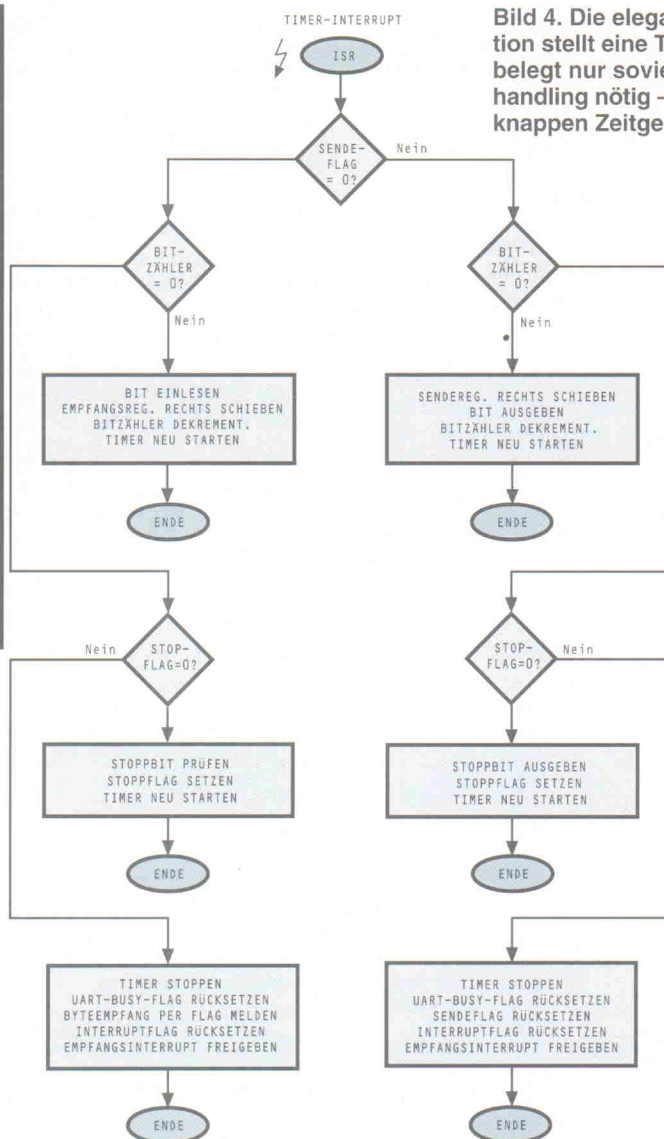 TIMER-INTERRUPT
ISR
Bild 4. Die elega
tion stellt eine T
belegt nur sovie
handling nötig –
knappen Zeitge
SENDE-
FLAG
= 0?
Nein
BIT-
ZÄHLER
= 0?
Nein
BIT EINLESEN
EMPFANGSREG. RECHTS SCHIEBEN
BITZÄHLER DEKREMENT.
TIMER NEU STARTEN
ENDE
BIT-
ZÄHLER
= 0?
Nein
SENDEREG. RECHTS SCHIEBEN
BIT AUSGEBEN
BITZÄHLER DEKREMENT.
TIMER NEU STARTEN
ENDE
Nein
STOP-
FLAG=0?
STOPPBIT PRÜFEN
STOPPFLAG SETZEN
TIMER NEU STARTEN
ENDE
STOP-
FLAG=0?
Nein
STOPPBIT AUSGEBEN
STOPPFLAG SETZEN
TIMER NEU STARTEN
ENDE
TIMER STOPPEN
UART-BUSY-FLAG RÜCKSETZEN
BYTEEMPFANG PER FLAG MELDEN
INTERRUPTFLAG RÜCKSETZEN
EMPFANGSINTERRUPT FREIGEBEN
ENDE
TIMER STOPPEN
UART-BUSY-FLAG RÜCKSETZEN
SENDEFLAG RÜCKSETZEN
INTERRUPTFLAG RÜCKSETZEN
EMPFANGSINTERRUPT FREIGEBEN
ENDE